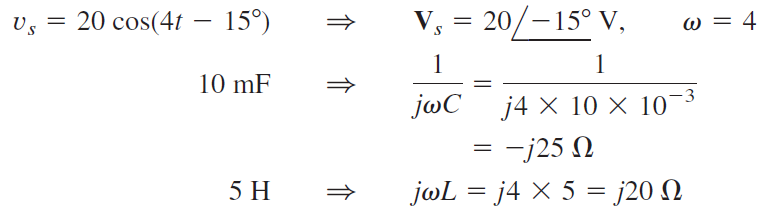 v_s = 20 cos(4t − 15°) ⇒ V_s = 20/−15° V, ω = 4
10 mF ⇒ 1/jωC = 1/j4 × 10 × 10⁻³
= −j25 Ω
5 H ⇒ jωL = j4 × 5 = j20 Ω